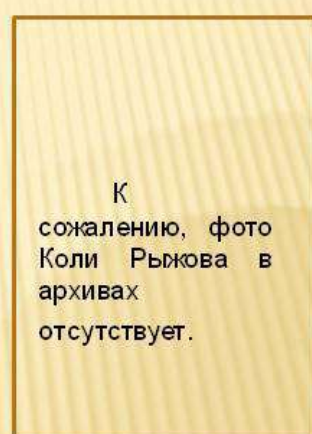 К
сожалению, фото
Коли Рыжова в
архивах
отсутствует.